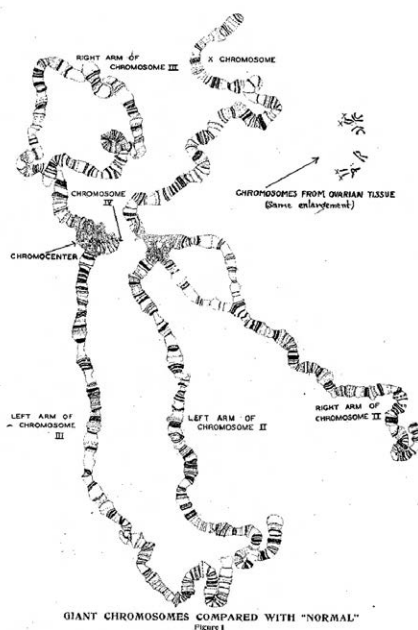 RIGHT ARM OF
CHROMOSOME III
X CHROMOSOME
CHROMOSOME
IV
CHROMOSOMES FROM OVARIAN TISSUE
(Same enlargement)
CHROMOCENTER
LEFT ARM OF
CHROMOSOME
III
LEFT ARM OF
CHROMOSOME II
RIGHT ARM OF
CHROMOSOME II
GIANT CHROMOSOMES COMPARED WITH "NORMAL"
Figure 1